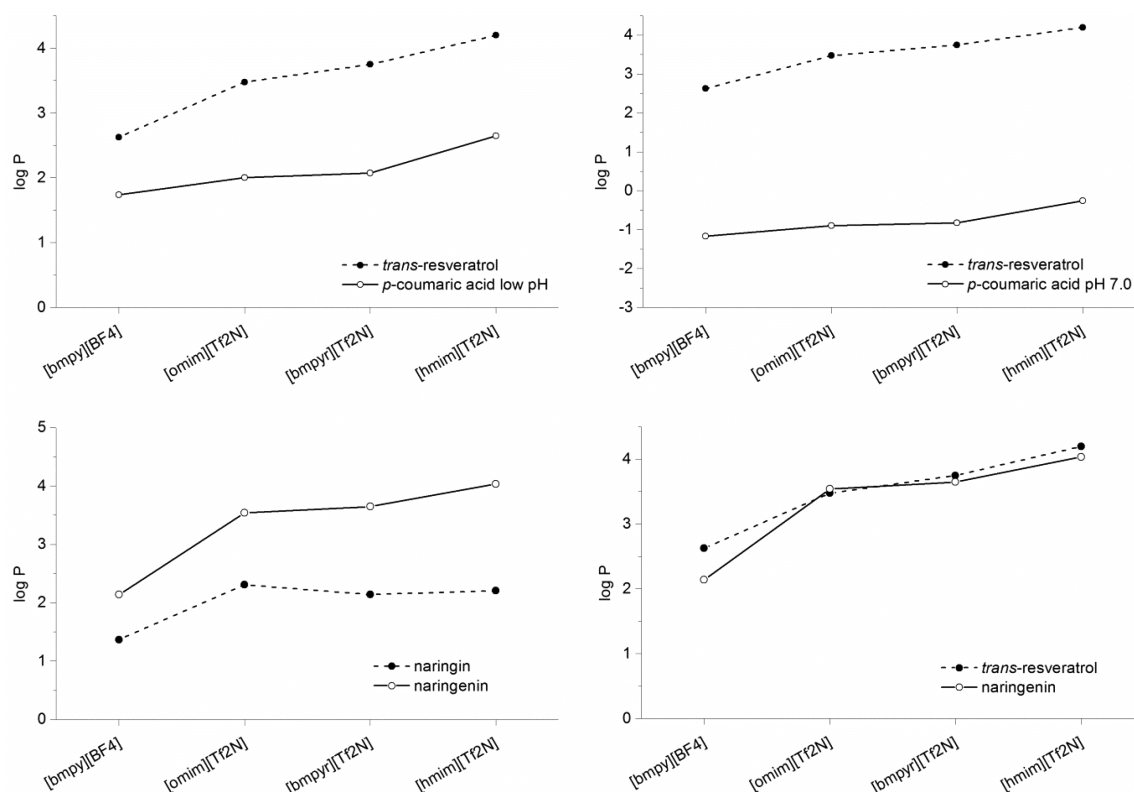 4
3
2
1
0
log P
trans-resveratrol
p-coumaric acid low pH
[bmpy][BF4]
[omim][Tf2N]
[bmpyr][Tf2N]
[hmim][Tf2N]
4
3
2
1
0
-1
-2
-3
log P
trans-resveratrol
p-coumaric acid pH 7.0
[bmpy][BF4]
[omim][Tf2N]
[bmpyr][Tf2N]
[hmim][Tf2N]
5
4
3
2
1
0
log P
naringin
naringenin
[bmpy][BF4]
[omim][Tf2N]
[bmpyr][Tf2N]
[hmim][Tf2N]
4
3
2
1
0
log P
trans-resveratrol
naringenin
[bmpy][BF4]
[omim][Tf2N]
[bmpyr][Tf2N]
[hmim][Tf2N]